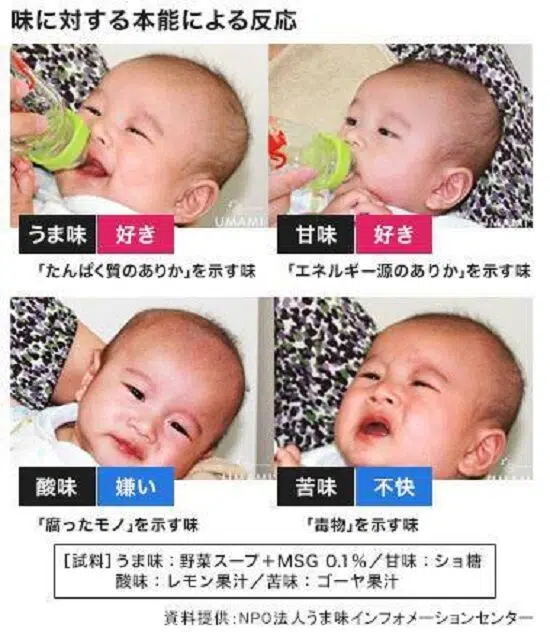 味に対する本能による反応
UMAMI UMAMI
うま味 好き 甘味 好き
「たんぱく質のありか」を示す味 「エネルギー源のありか」を示す味
UMAMI UMAMI
酸味 嫌い 苦味 不快
「腐ったモノ」を示す味 「毒物」を示す味
[試料]うま味：野菜スープ＋MSG 0.1％／甘味：ショ糖
酸味：レモン果汁／苦味：ゴーヤ果汁
資料提供：NPO法人うま味インフォメーションセンター